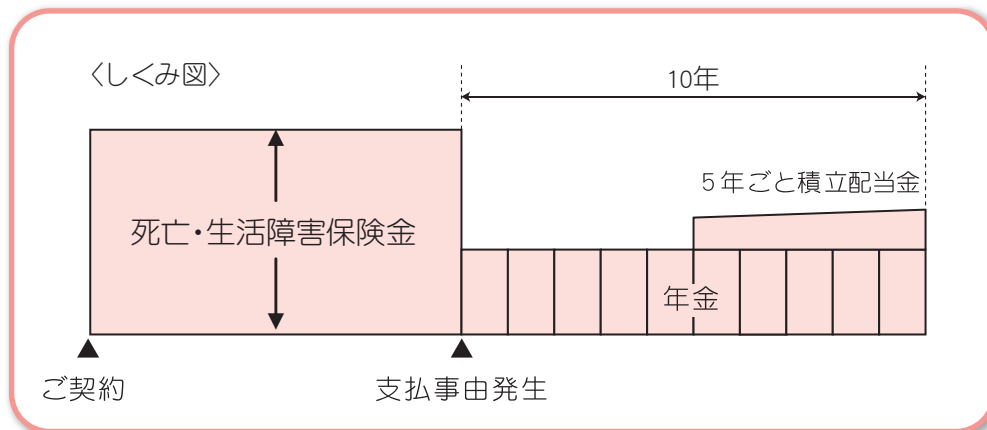 〈しくみ図〉
10年
5年ごと積立配当金
死亡・生活障害保険金
年金
ご契約
支払事由発生